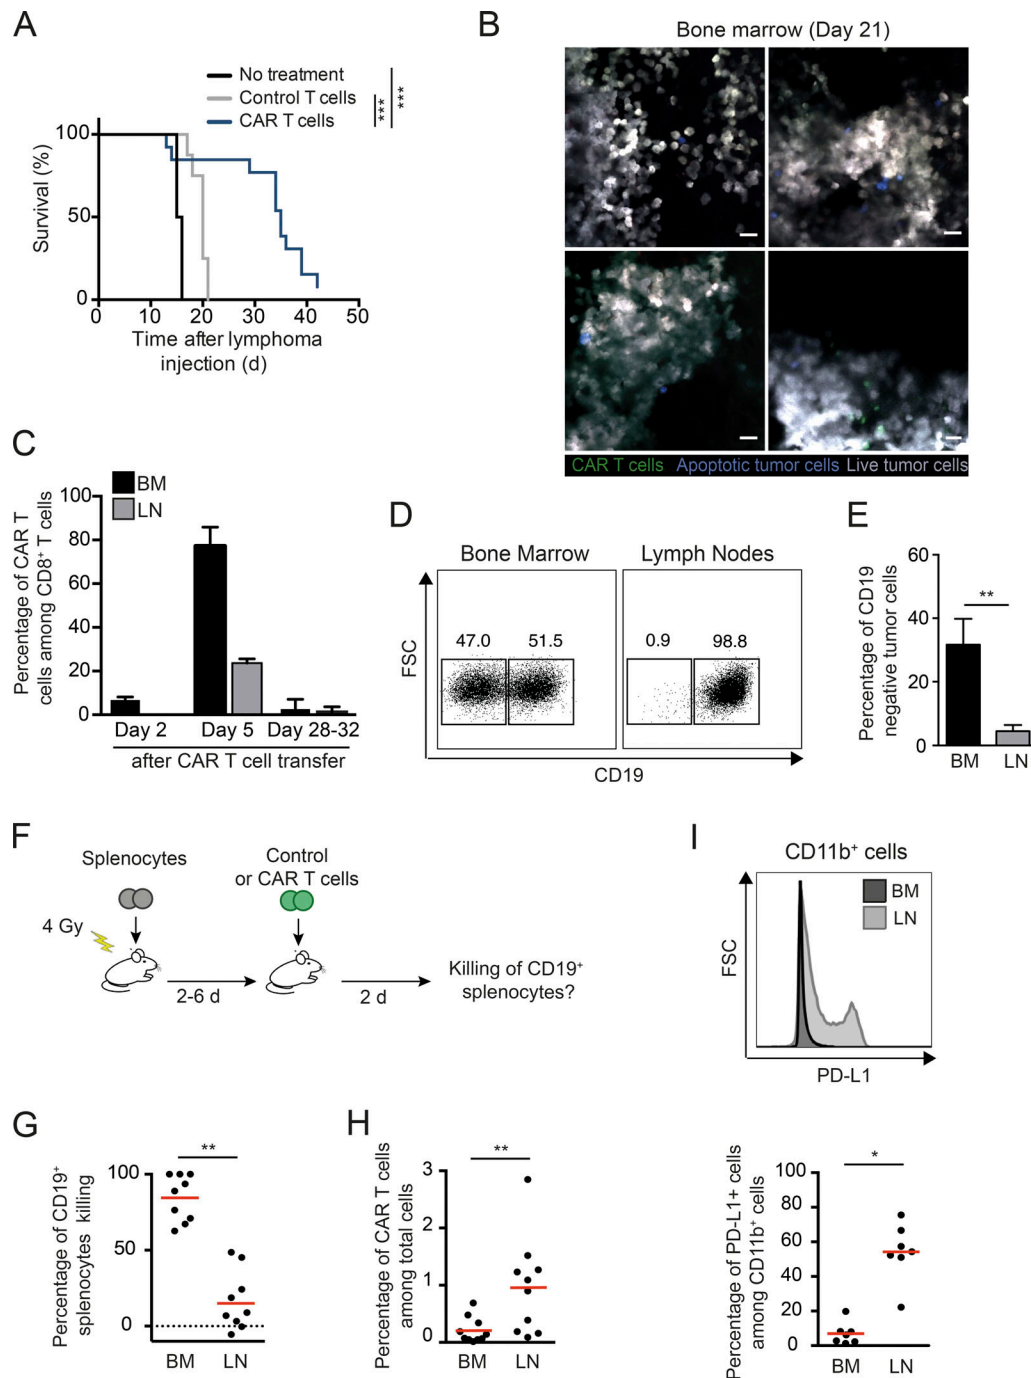 A
No treatment
Control T cells
CAR T cells
***
***
Survival (%)
100
50
0
0 10 20 30 40 50
Time after lymphoma
injection (d)
B
Bone marrow (Day 21)
CAR T cells Apoptotic tumor cells Live tumor cells
C
BM
LN
Percentage of CAR T
cells among CD8⁺ T cells
100
80
60
40
20
0
Day 2 Day 5 Day 28-32
after CAR T cell transfer
D
Bone Marrow Lymph Nodes
FSC
47.0 51.5 0.9 98.8
CD19
E
Percentage of CD19
negative tumor cells
60
40
20
0
**
BM LN
F
Splenocytes
Control
or CAR T cells
4 Gy
2-6 d
2 d
Killing of CD19⁺
splenocytes?
I
CD11b⁺ cells
BM
LN
FSC
PD-L1
G
Percentage of CD19⁺
splenocytes killing
100
50
0
**
BM LN
H
Percentage of CAR T cells
among total cells
3
2
1
0
**
BM LN
Percentage of PD-L1+ cells
among CD11b⁺ cells
100
80
60
40
20
0
*
BM LN